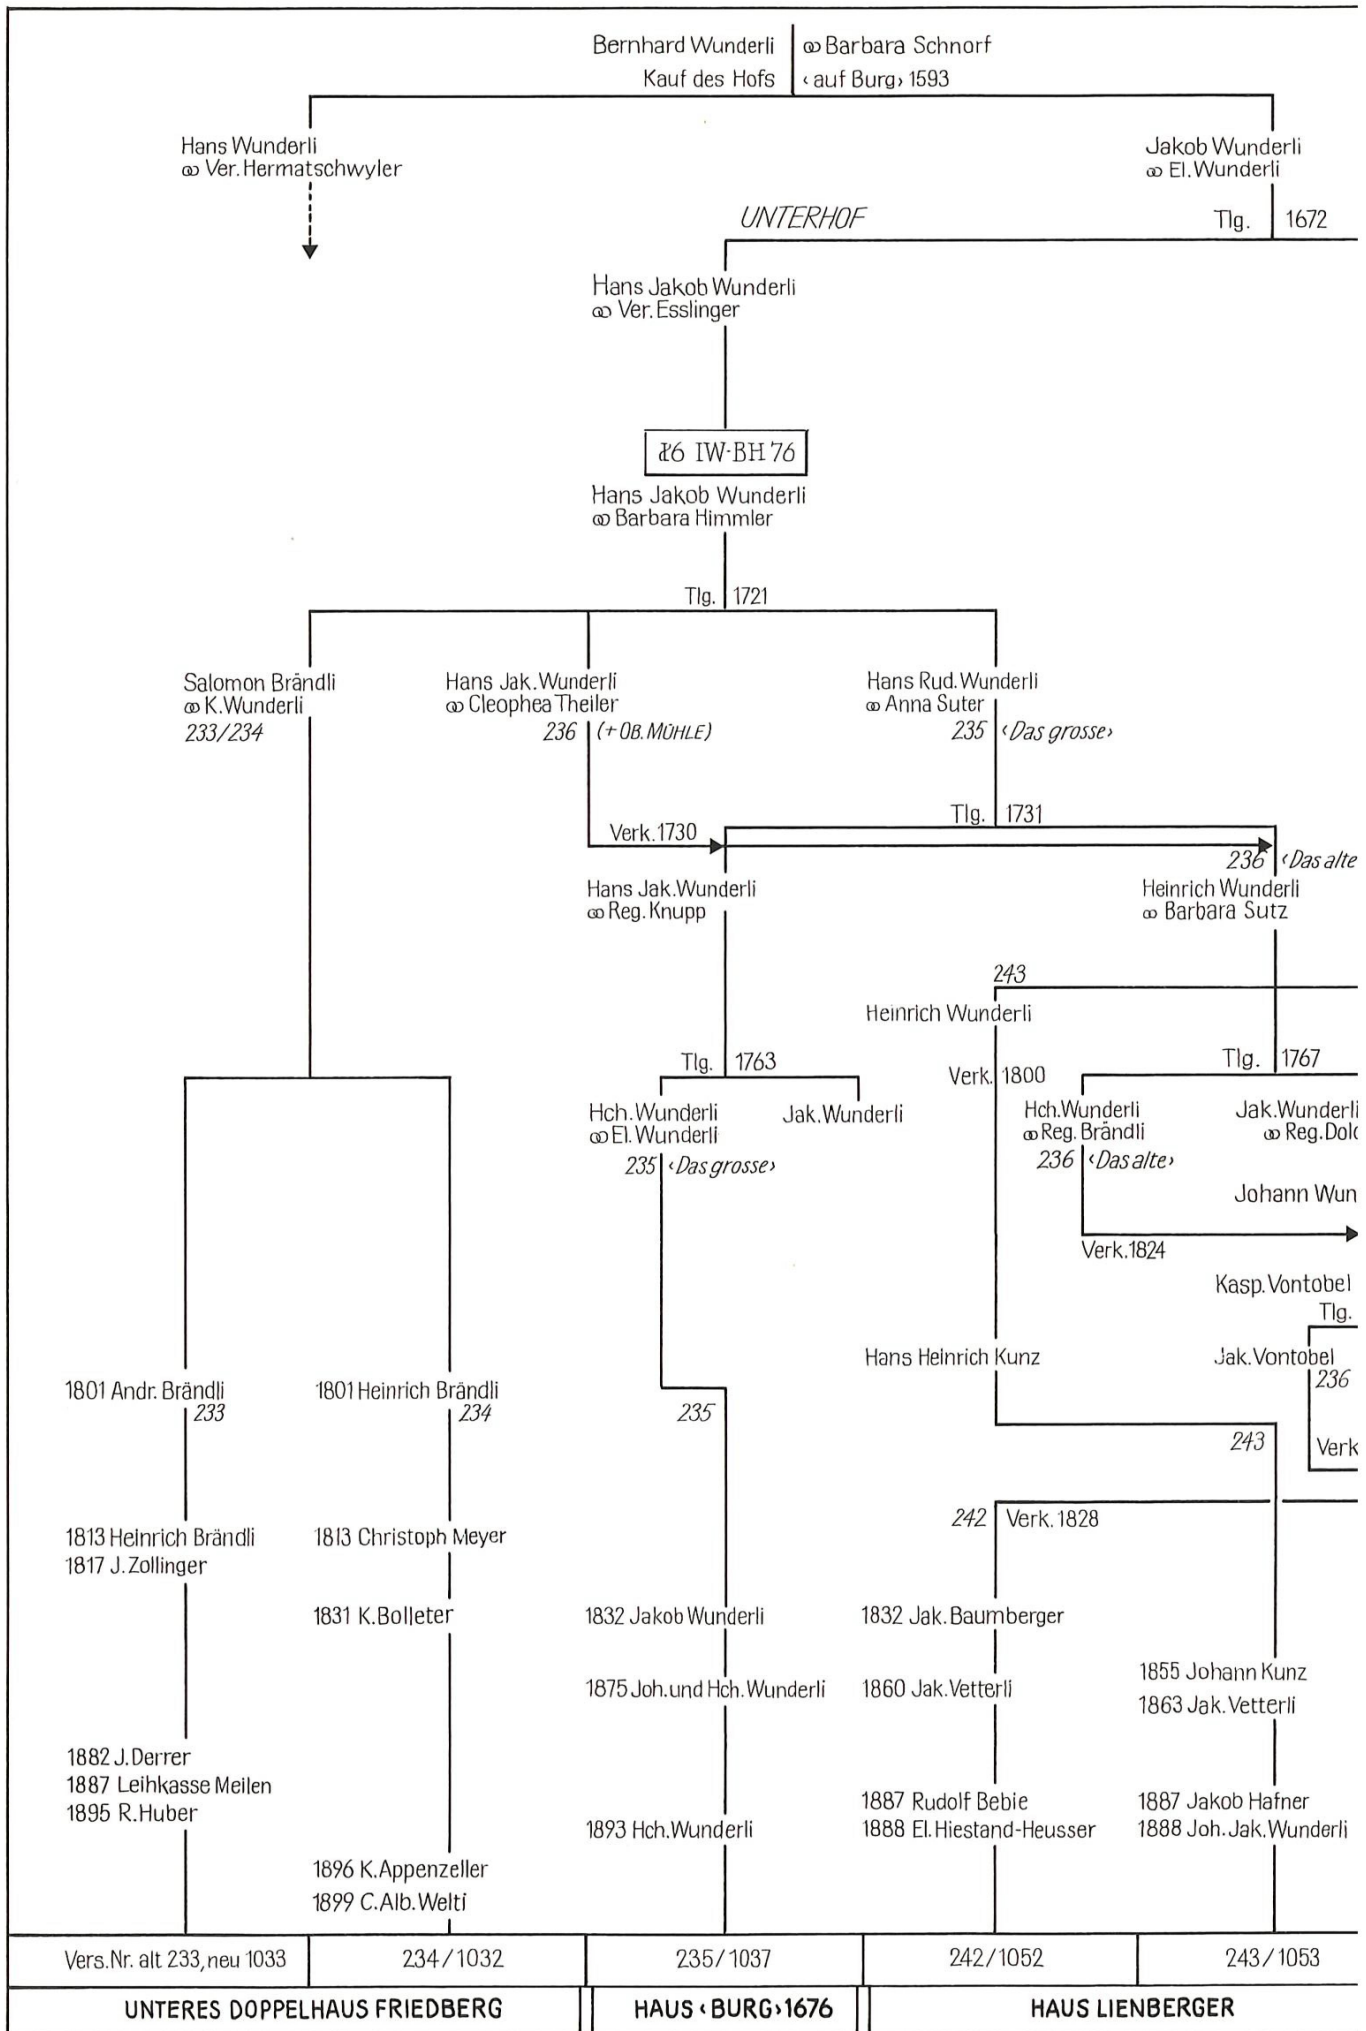 Bernhard Wunderli ⚭ Barbara Schnorf
Kauf des Hofs ‹auf Burg› 1593
Hans Wunderli
⚭ Ver. Hermatschwyler
Jakob Wunderli
⚭ El. Wunderli
UNTERHOF
Tlg. 1672
Hans Jakob Wunderli
⚭ Ver. Esslinger
IW·BH 76
Hans Jakob Wunderli
⚭ Barbara Himmler
Tlg. 1721
Salomon Brändli
⚭ K. Wunderli
233/234
Hans Jak. Wunderli
⚭ Cleophea Theiler
236 (+ OB. MÜHLE)
Hans Rud. Wunderli
⚭ Anna Suter
235 ‹Das grosse›
Tlg. 1731
Verk. 1730
236 ‹Das alte
Hans Jak. Wunderli
⚭ Reg. Knupp
Heinrich Wunderli
⚭ Barbara Sutz
243
Heinrich Wunderli
Tlg. 1763
Verk. 1800
Tlg. 1767
Hch. Wunderli
⚭ El. Wunderli
235 ‹Das grosse›
Jak. Wunderli
Hch. Wunderli
⚭ Reg. Brändli
236 ‹Das alte›
Jak. Wunderli
⚭ Reg.
Johann
Verk. 1824
Kasp. Vontobel
Tlg.
Hans Heinrich Kunz
Jak. Vontobel
236
1801 Andr. Brändli
233
1801 Heinrich Brändli
234
235
243
Verk
242 Verk. 1828
1813 Heinrich Brändli
1817 J. Zollinger
1813 Christoph Meyer
1831 K. Bolleter
1832 Jakob Wunderli
1832 Jak. Baumberger
1855 Johann Kunz
1863 Jak. Vetterli
1875 Joh. und Hch. Wunderli
1860 Jak. Vetterli
1882 J. Derrer
1887 Leihkasse Meilen
1895 R. Huber
1887 Rudolf Bebie
1888 El. Hiestand-Heusser
1887 Jakob Hafner
1888 Joh. Jak. Wunderli
1893 Hch. Wunderli
1896 K. Appenzeller
1899 C. Alb. Welti
Vers. Nr. alt 233, neu 1033
234/1032
235/1037
242/1052
243/1053
UNTERES DOPPELHAUS FRIEDBERG
HAUS ‹BURG› 1676
HAUS LIENBERGER